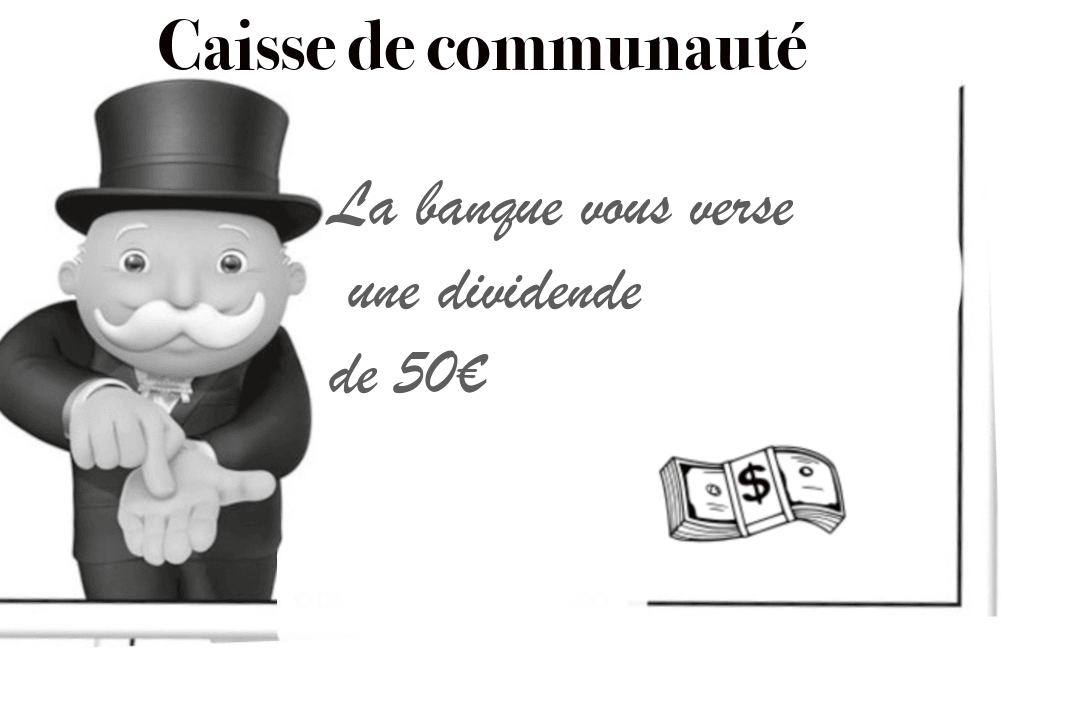 Caisse de communauté
La banque vous verse
une dividende
de 50€
$